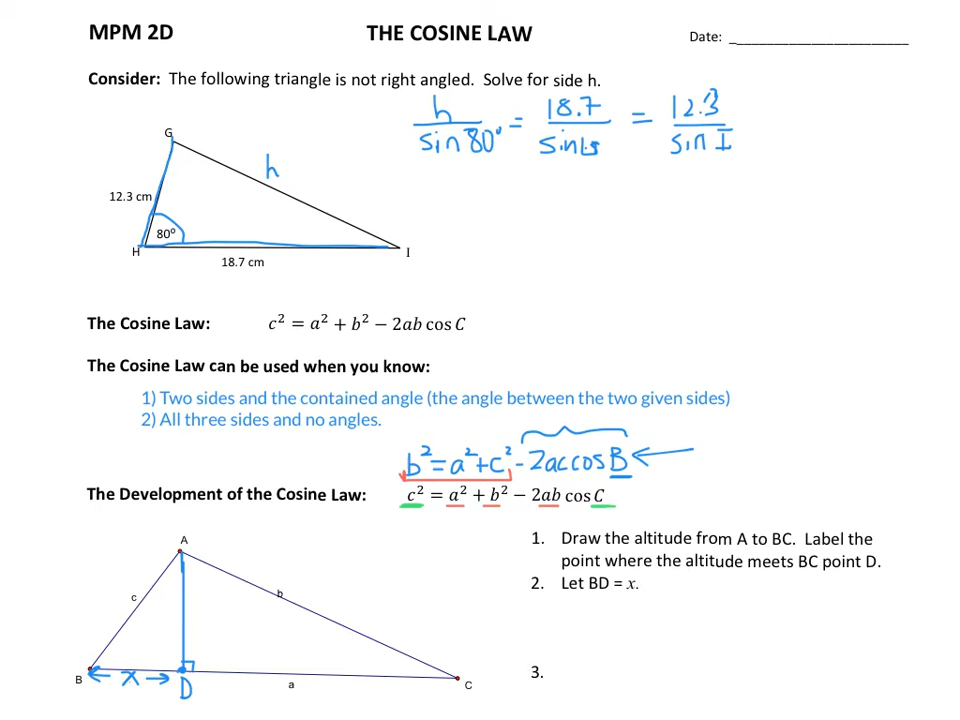 MPM 2D THE COSINE LAW Date: ________________________
Consider: The following triangle is not right angled. Solve for side h.
h/sin 80° = 18.7/sin G = 12.3/sin I
G
h
12.3 cm
80°
H
I
18.7 cm
The Cosine Law: c² = a² + b² − 2ab cos C
The Cosine Law can be used when you know:
1) Two sides and the contained angle (the angle between the two given sides)
2) All three sides and no angles.
b² = a² + c² - 2ac cos B
The Development of the Cosine Law: c² = a² + b² − 2ab cos C
A
1. Draw the altitude from A to BC. Label the
point where the altitude meets BC point D.
2. Let BD = x.
c
b
3.
B
x
D
a
C